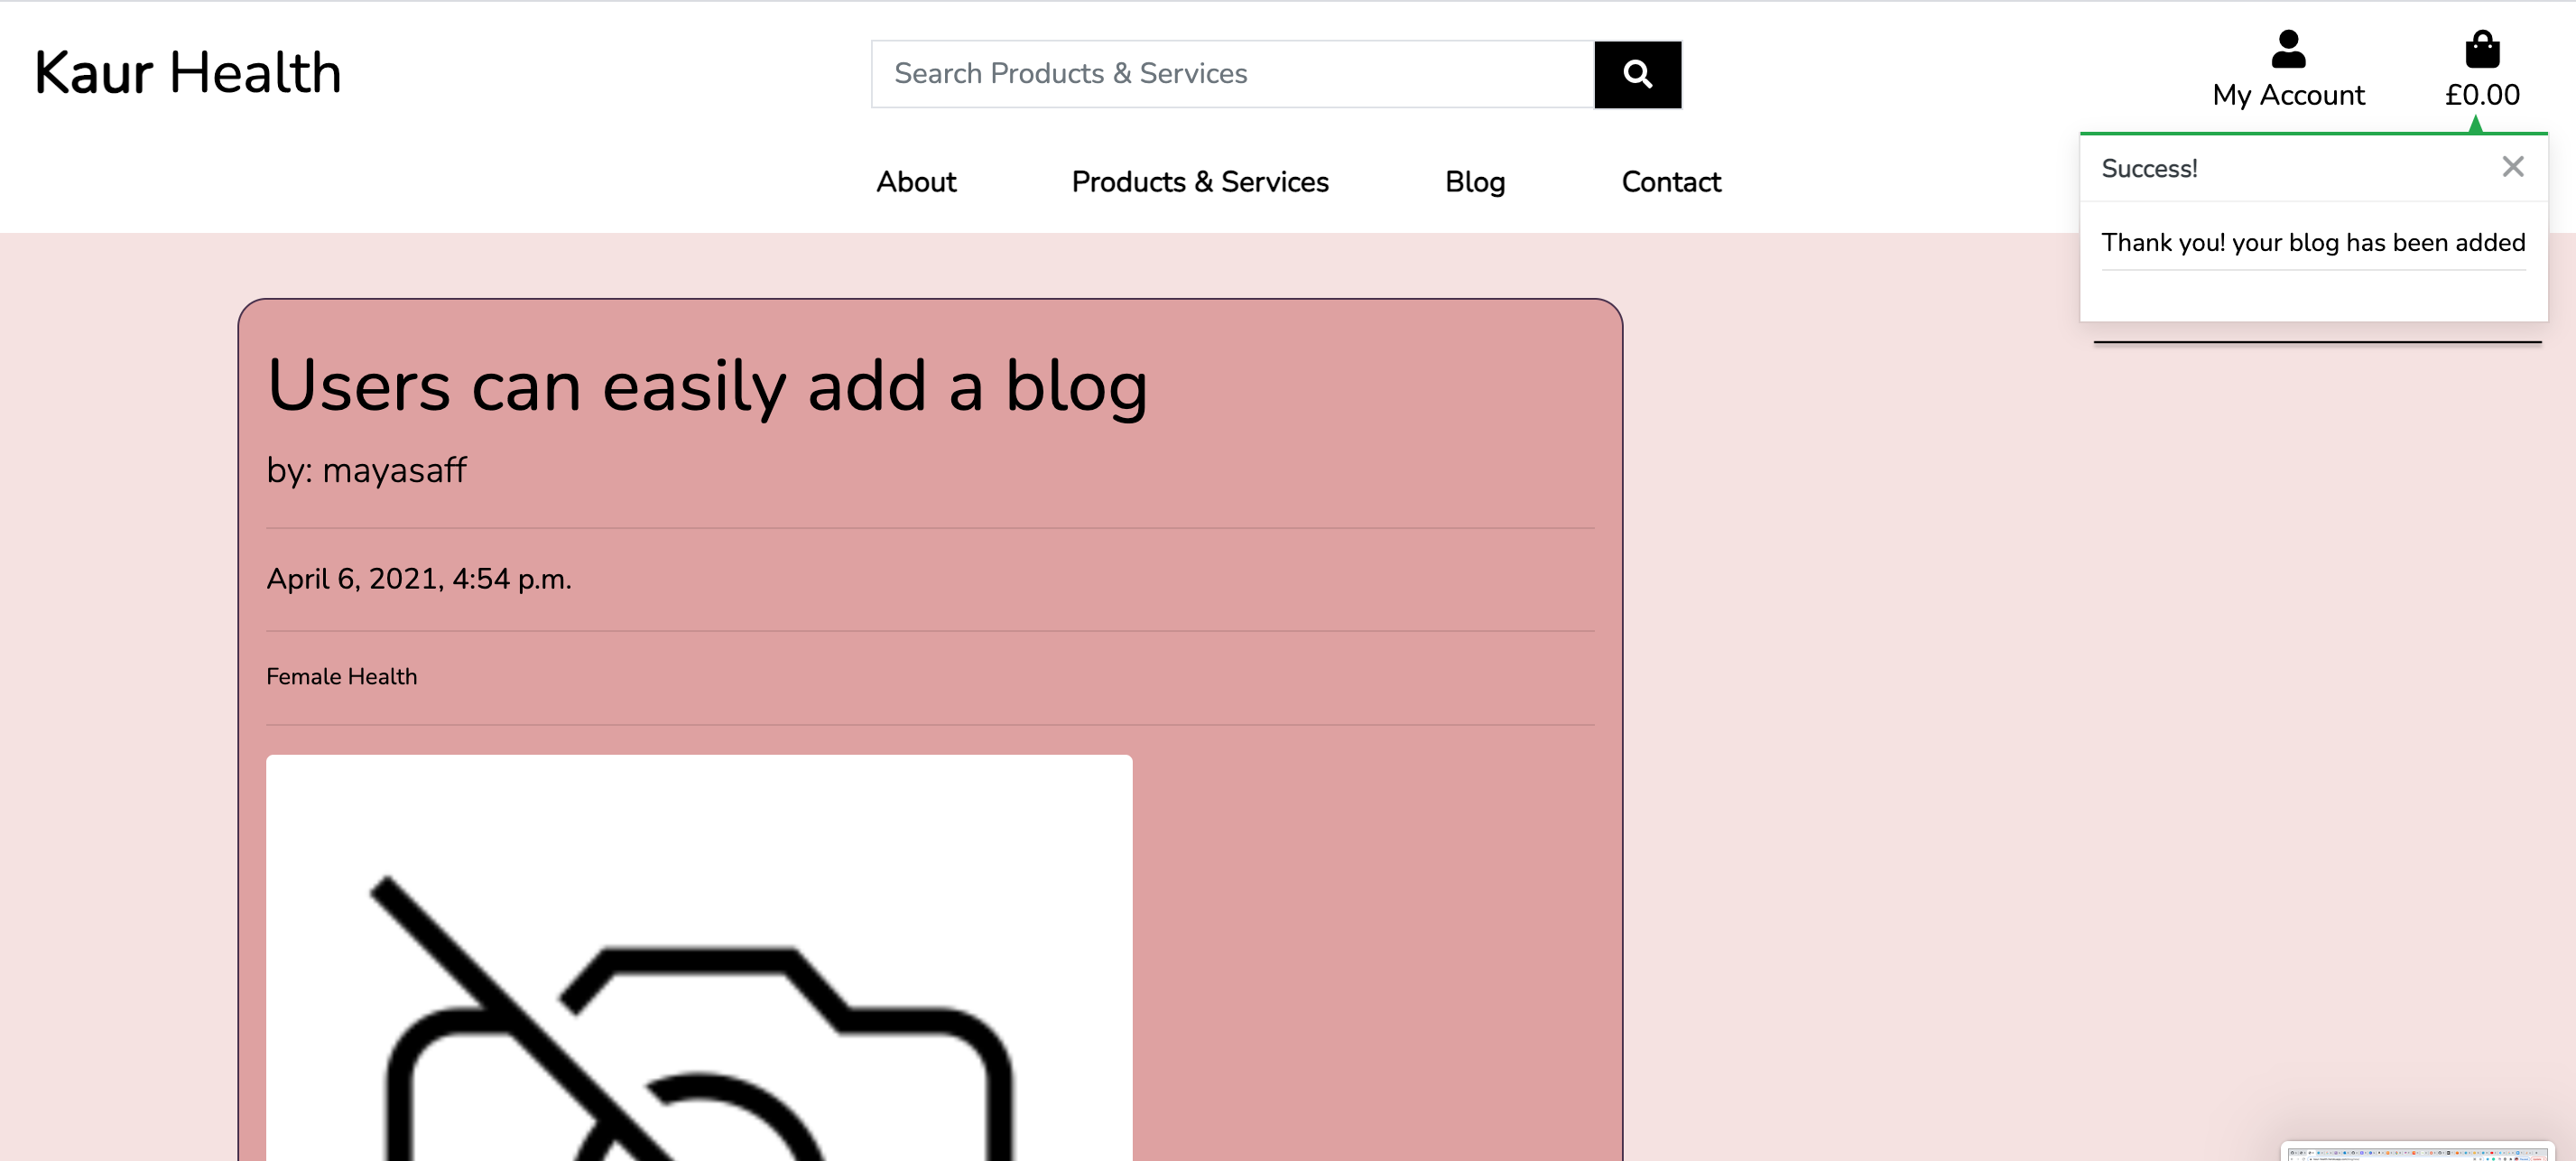 Kaur Health
Search Products & Services
My Account
£0.00
About
Products & Services
Blog
Contact
Success!
Thank you! your blog has been added
Users can easily add a blog
by: mayasaff
April 6, 2021, 4:54 p.m.
Female Health